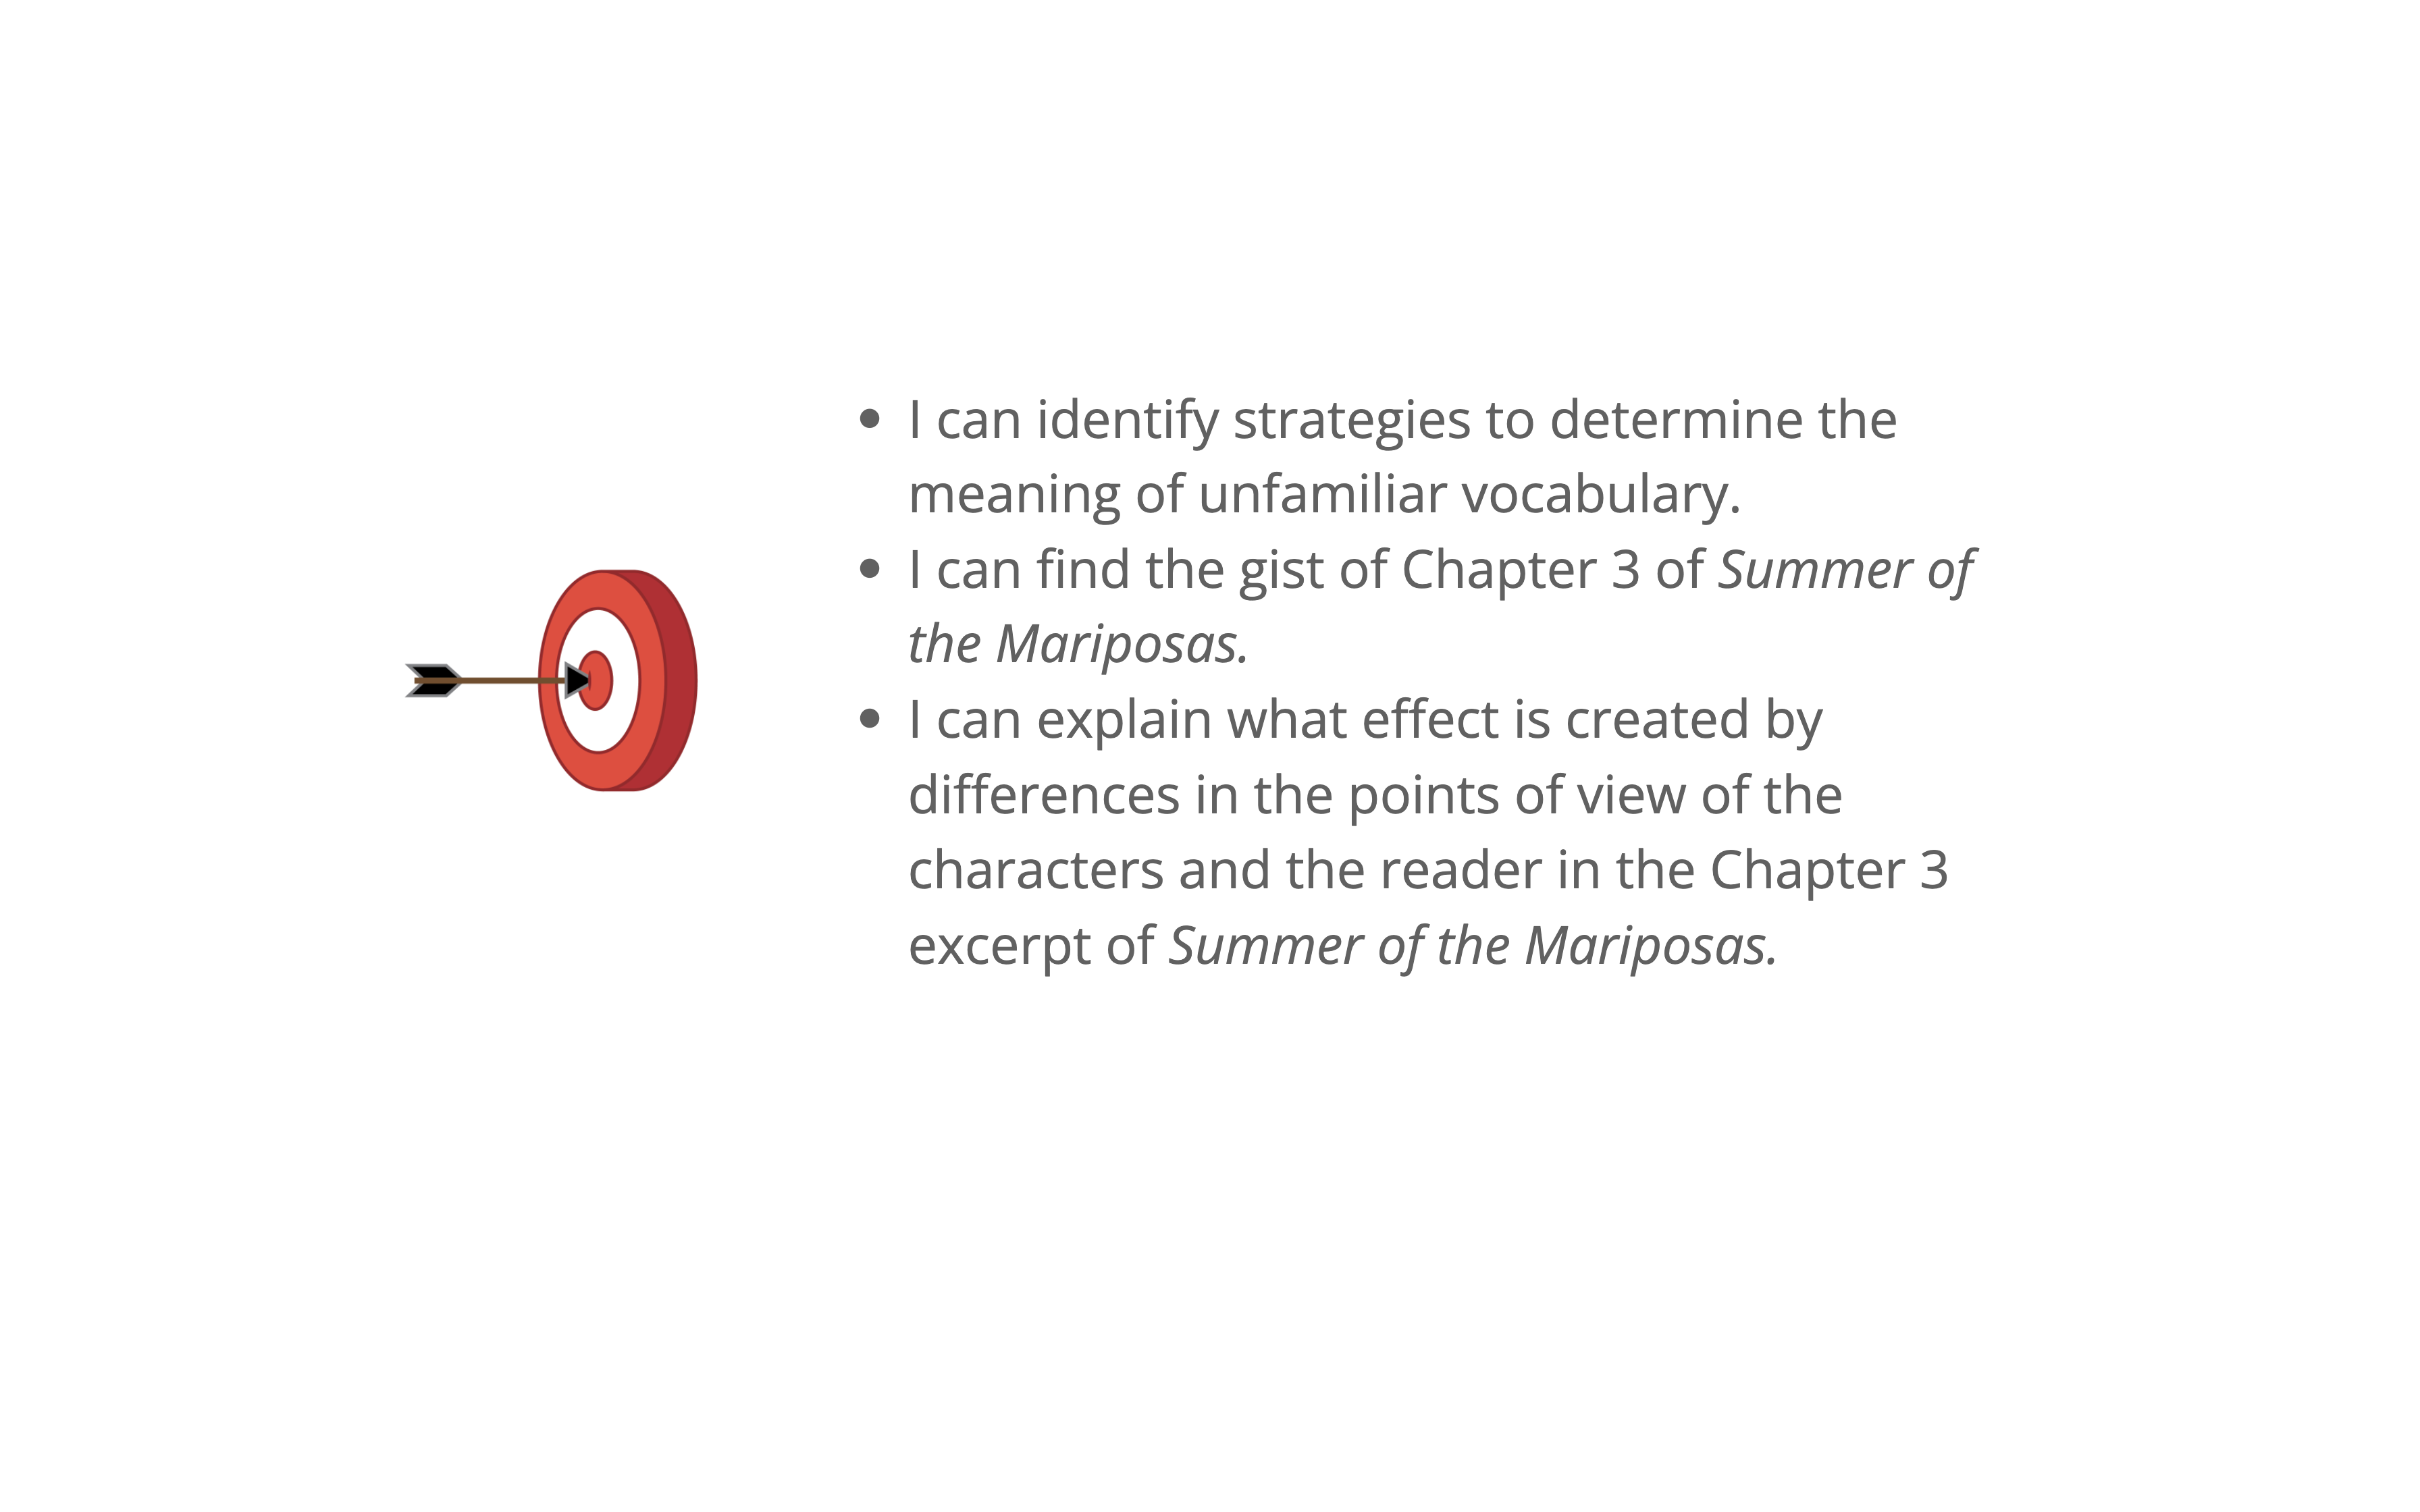 • I can identify strategies to determine the
meaning of unfamiliar vocabulary.
• I can find the gist of Chapter 3 of Summer of
the Mariposas.
• I can explain what effect is created by
differences in the points of view of the
characters and the reader in the Chapter 3
excerpt of Summer of the Mariposas.